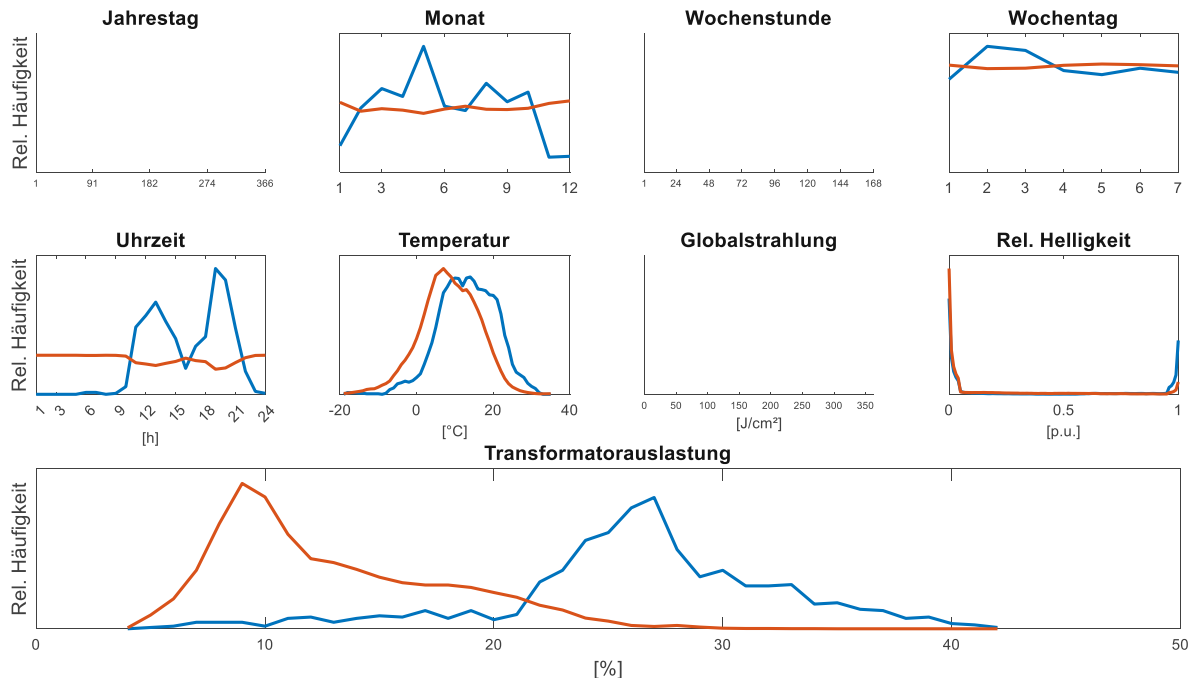 Jahrestag Monat Wochenstunde Wochentag
Rel. Häufigkeit
1 91 182 274 366 1 3 6 9 12 1 24 48 72 96 120 144 168 1 2 3 4 5 6 7
Uhrzeit Temperatur Globalstrahlung Rel. Helligkeit
Rel. Häufigkeit
1 3 6 9 12 15 18 21 24 -20 0 20 40 0 50 100 150 200 250 300 350 0 0.5 1
[h] [°C] [J/cm²] [p.u.]
Transformatorauslastung
Rel. Häufigkeit
0 10 20 30 40 50
[%]